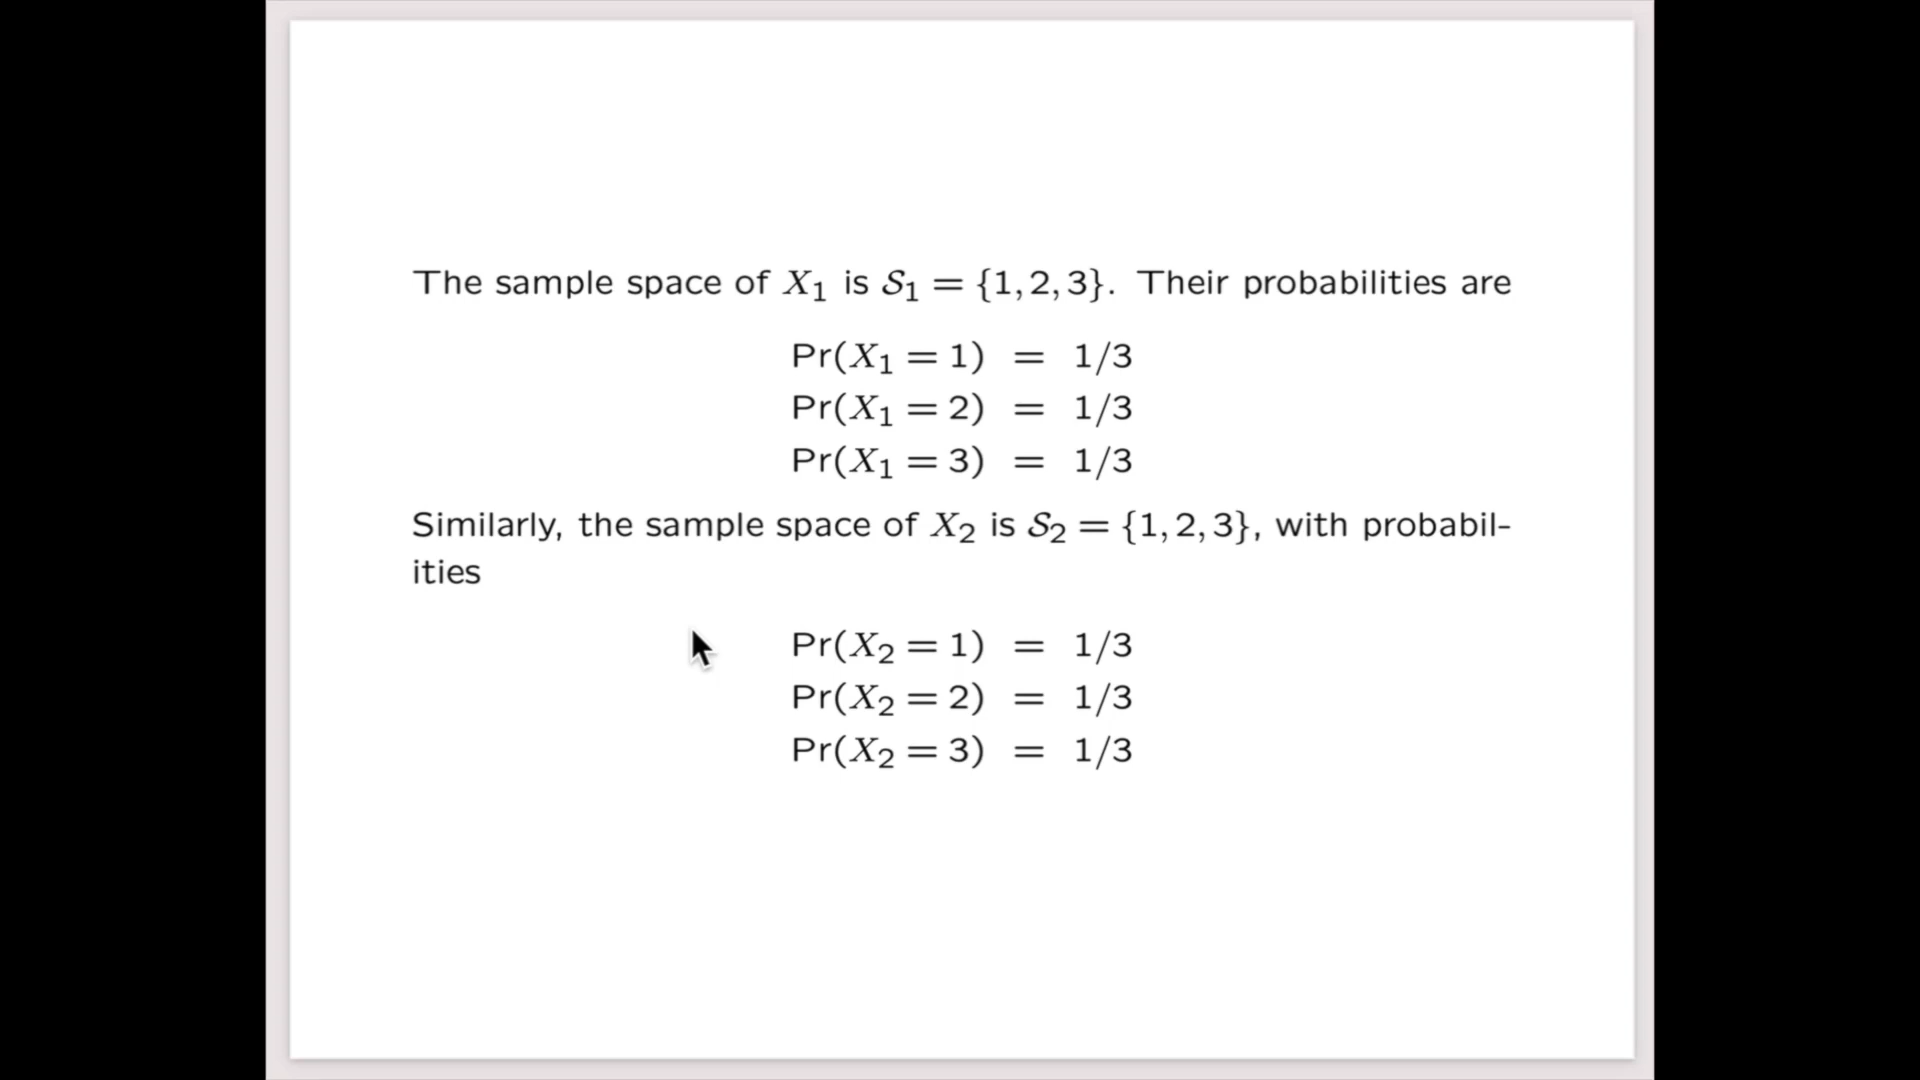 The sample space of X₁ is 𝒮₁ = {1, 2, 3}. Their probabilities are
Pr(X₁ = 1) = 1/3
Pr(X₁ = 2) = 1/3
Pr(X₁ = 3) = 1/3
Similarly, the sample space of X₂ is 𝒮₂ = {1, 2, 3}, with probabil-
ities
Pr(X₂ = 1) = 1/3
Pr(X₂ = 2) = 1/3
Pr(X₂ = 3) = 1/3